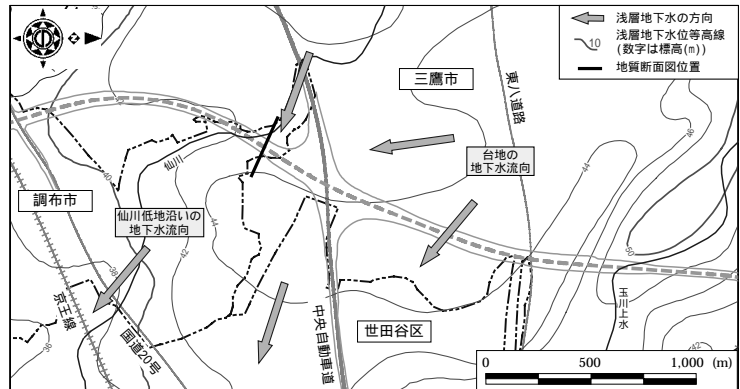 浅層地下水の方向
浅層地下水位等高線
(数字は標高(m))
10
地質断面図位置
三鷹市
東八道路
46
44
台地の
地下水流向
仙川
40
調布市
仙川低地沿いの
地下水流向
44
42
38
50
玉川上水
京王線
国道20号
中央自動車道
世田谷区
36
42
0 500 1,000 (m)